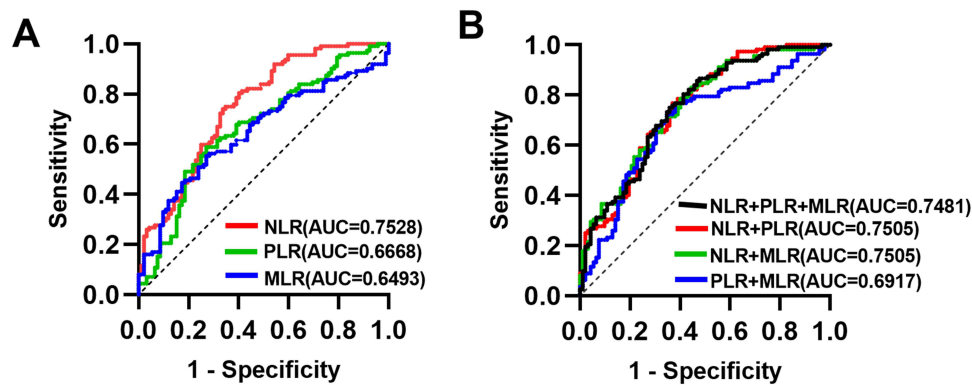 A
Sensitivity
1.0
0.8
0.6
0.4
0.2
0.0
NLR(AUC=0.7528)
PLR(AUC=0.6668)
MLR(AUC=0.6493)
0.0 0.2 0.4 0.6 0.8 1.0
1 - Specificity
B
Sensitivity
1.0
0.8
0.6
0.4
0.2
0.0
NLR+PLR+MLR(AUC=0.7481)
NLR+PLR(AUC=0.7505)
NLR+MLR(AUC=0.7505)
PLR+MLR(AUC=0.6917)
0.0 0.2 0.4 0.6 0.8 1.0
1 - Specificity